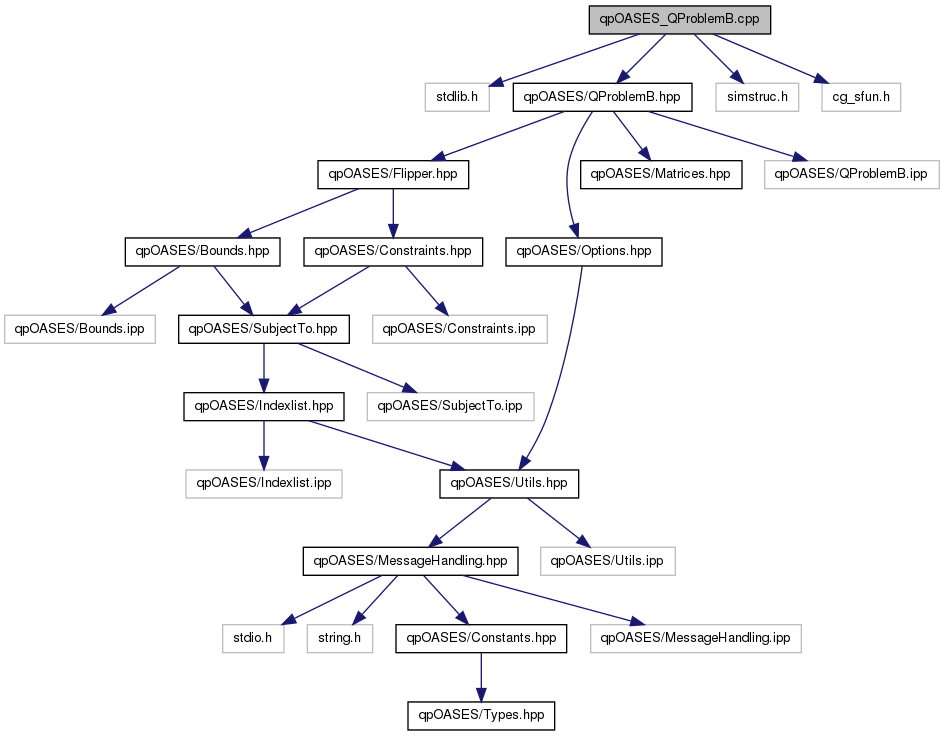 qpOASES_QProblemB.cpp
stdlib.h
qpOASES/QProblemB.hpp
simstruc.h
cg_sfun.h
qpOASES/Flipper.hpp
qpOASES/Matrices.hpp
qpOASES/QProblemB.ipp
qpOASES/Bounds.hpp
qpOASES/Constraints.hpp
qpOASES/Options.hpp
qpOASES/Bounds.ipp
qpOASES/SubjectTo.hpp
qpOASES/Constraints.ipp
qpOASES/Indexlist.hpp
qpOASES/SubjectTo.ipp
qpOASES/Indexlist.ipp
qpOASES/Utils.hpp
qpOASES/MessageHandling.hpp
qpOASES/Utils.ipp
stdio.h
string.h
qpOASES/Constants.hpp
qpOASES/MessageHandling.ipp
qpOASES/Types.hpp